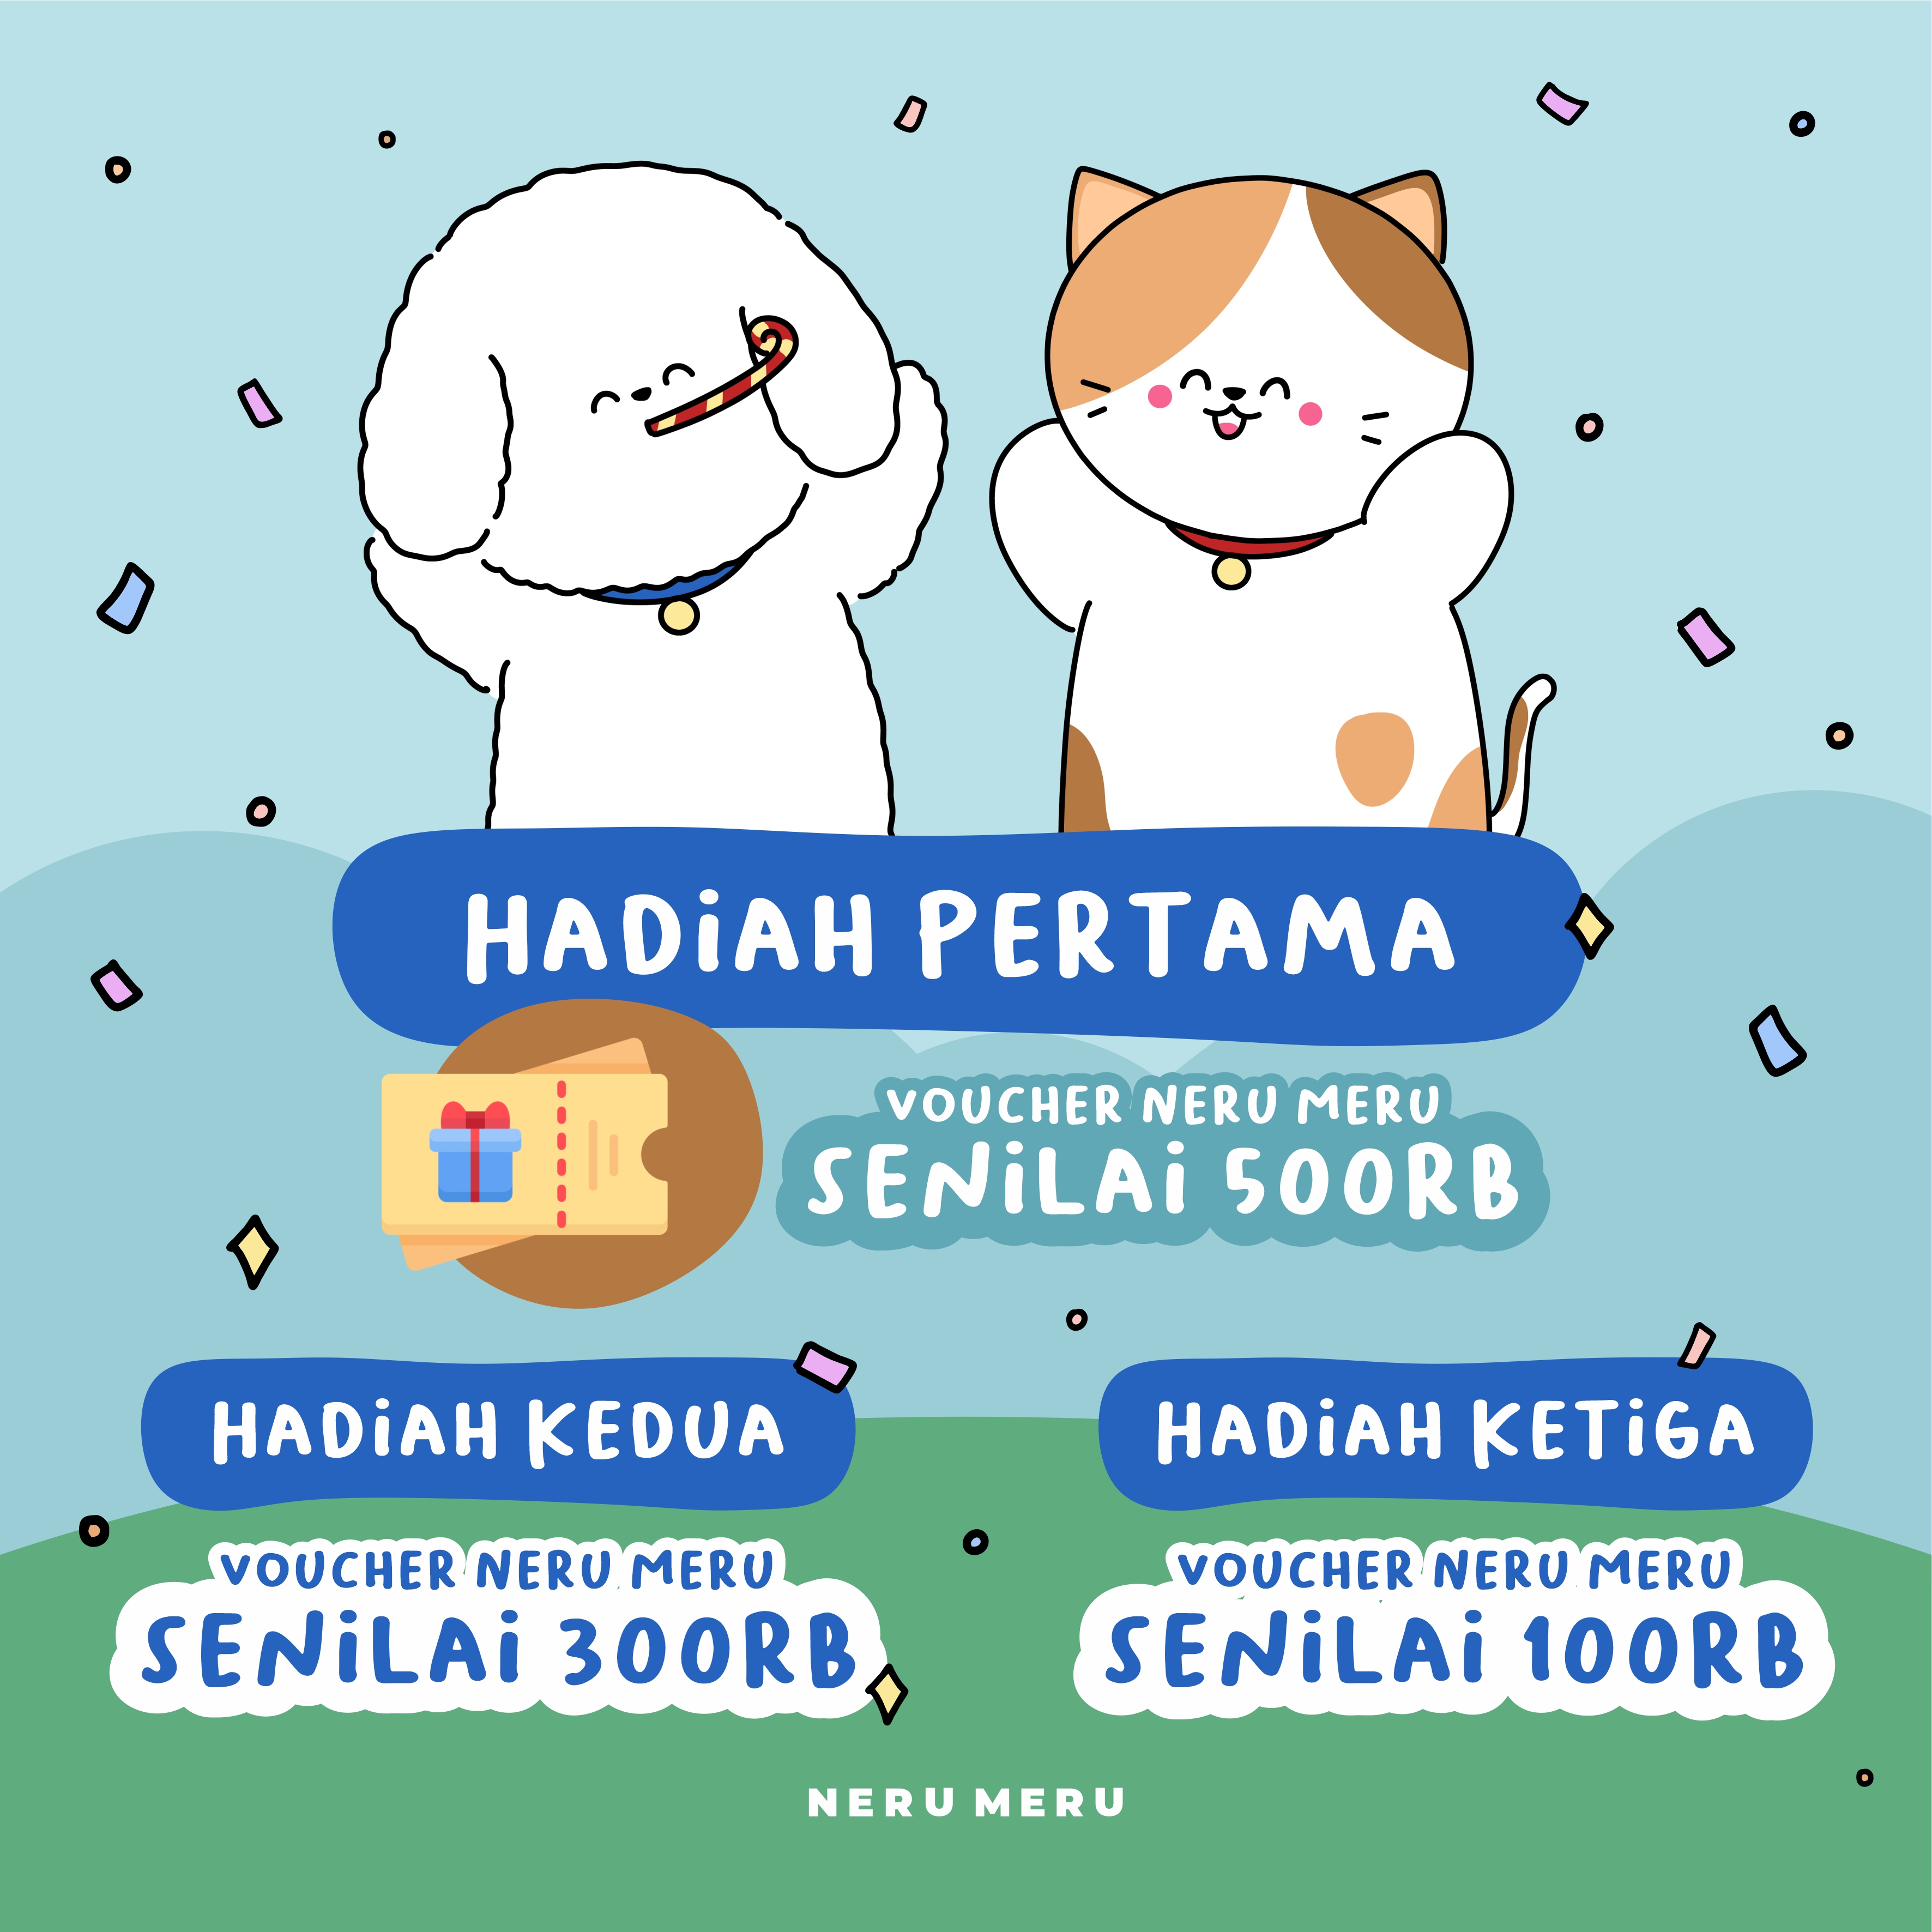 HADiAH PERTAMA
VOUCHER NERU MERU
SENiLAi 500RB
HADiAH KEDUA
VOUCHER NERU MERU
SENiLAi 300RB
HADiAH KETiGA
VOUCHER NERU MERU
SENiLAi 100RB
NERU MERU